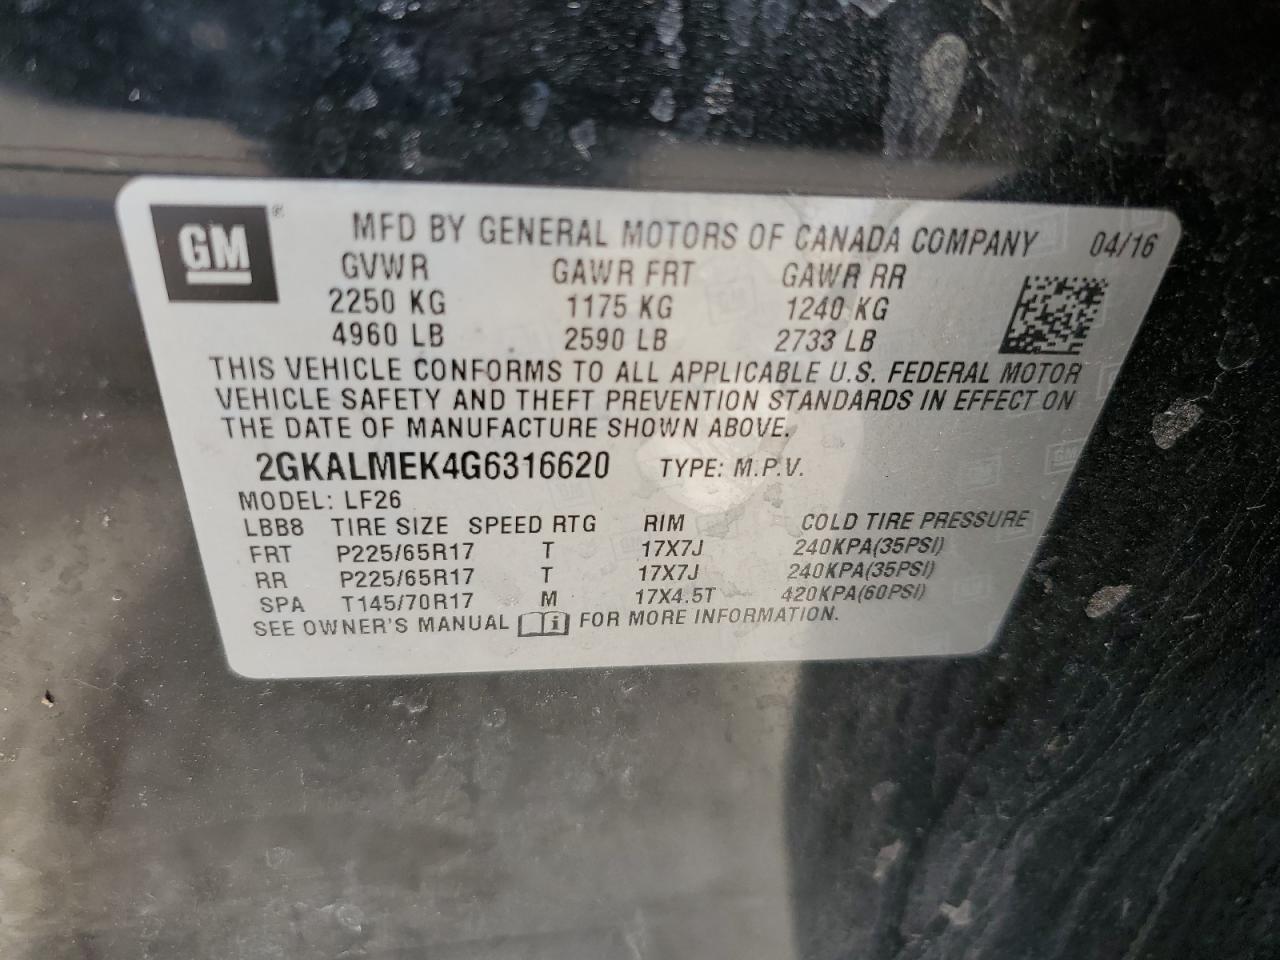 GM ® MFD BY GENERAL MOTORS OF CANADA COMPANY 04/16
GVWR GAWR FRT GAWR RR
2250 KG 1175 KG 1240 KG
4960 LB 2590 LB 2733 LB
THIS VEHICLE CONFORMS TO ALL APPLICABLE U.S. FEDERAL MOTOR
VEHICLE SAFETY AND THEFT PREVENTION STANDARDS IN EFFECT ON
THE DATE OF MANUFACTURE SHOWN ABOVE.
2GKALMEK4G6316620 TYPE: M.P.V.
MODEL: LF26
LBB8 TIRE SIZE SPEED RTG RIM COLD TIRE PRESSURE
FRT P225/65R17 T 17X7J 240KPA(35PSI)
RR P225/65R17 T 17X7J 240KPA(35PSI)
SPA T145/70R17 M 17X4.5T 420KPA(60PSI)
SEE OWNER'S MANUAL i FOR MORE INFORMATION.